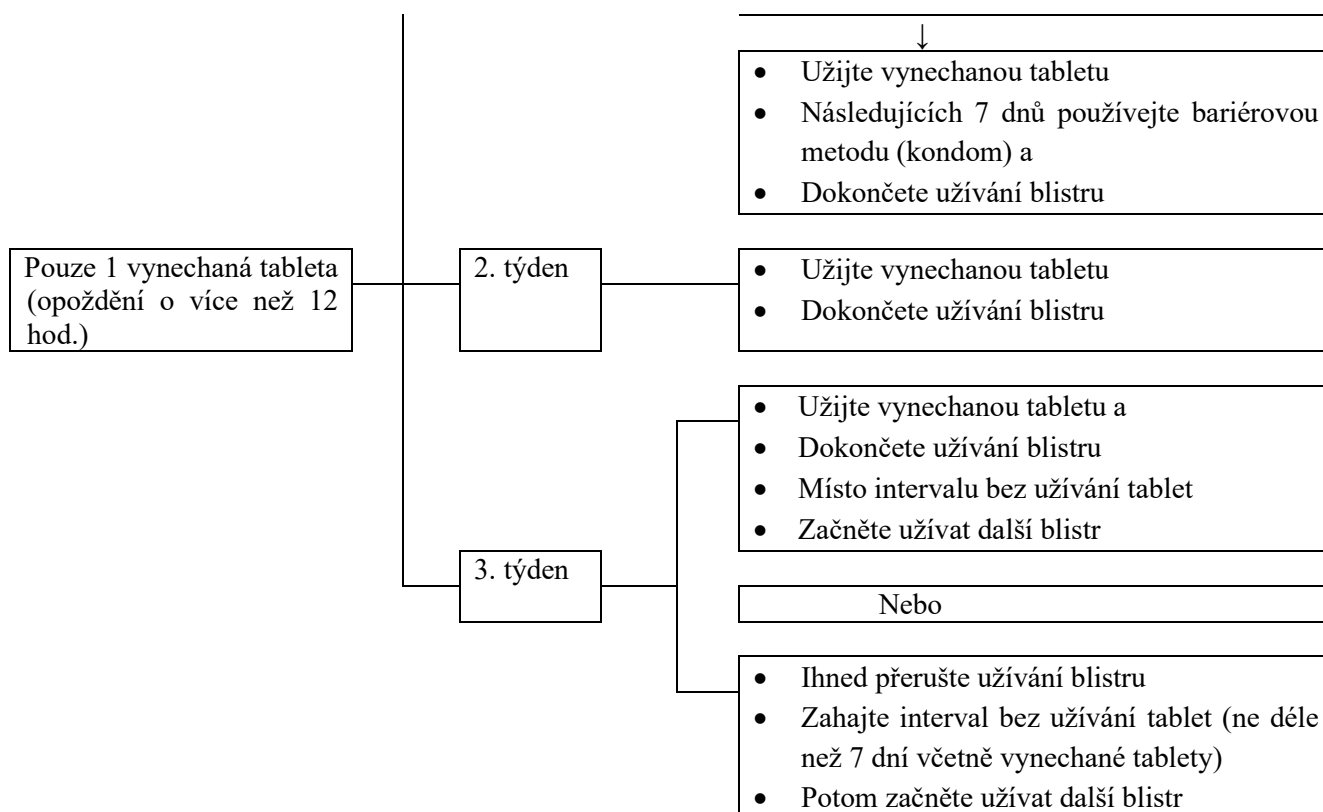 ↓
• Užijte vynechanou tabletu
• Následujících 7 dnů používejte bariérovou
metodu (kondom) a
• Dokončete užívání blistru
Pouze 1 vynechaná tableta
(opoždění o více než 12
hod.)
2. týden
• Užijte vynechanou tabletu
• Dokončete užívání blistru
3. týden
• Užijte vynechanou tabletu a
• Dokončete užívání blistru
• Místo intervalu bez užívání tablet
• Začněte užívat další blistr
Nebo
• Ihned přerušte užívání blistru
• Zahajte interval bez užívání tablet (ne déle
než 7 dní včetně vynechané tablety)
• Potom začněte užívat další blistr